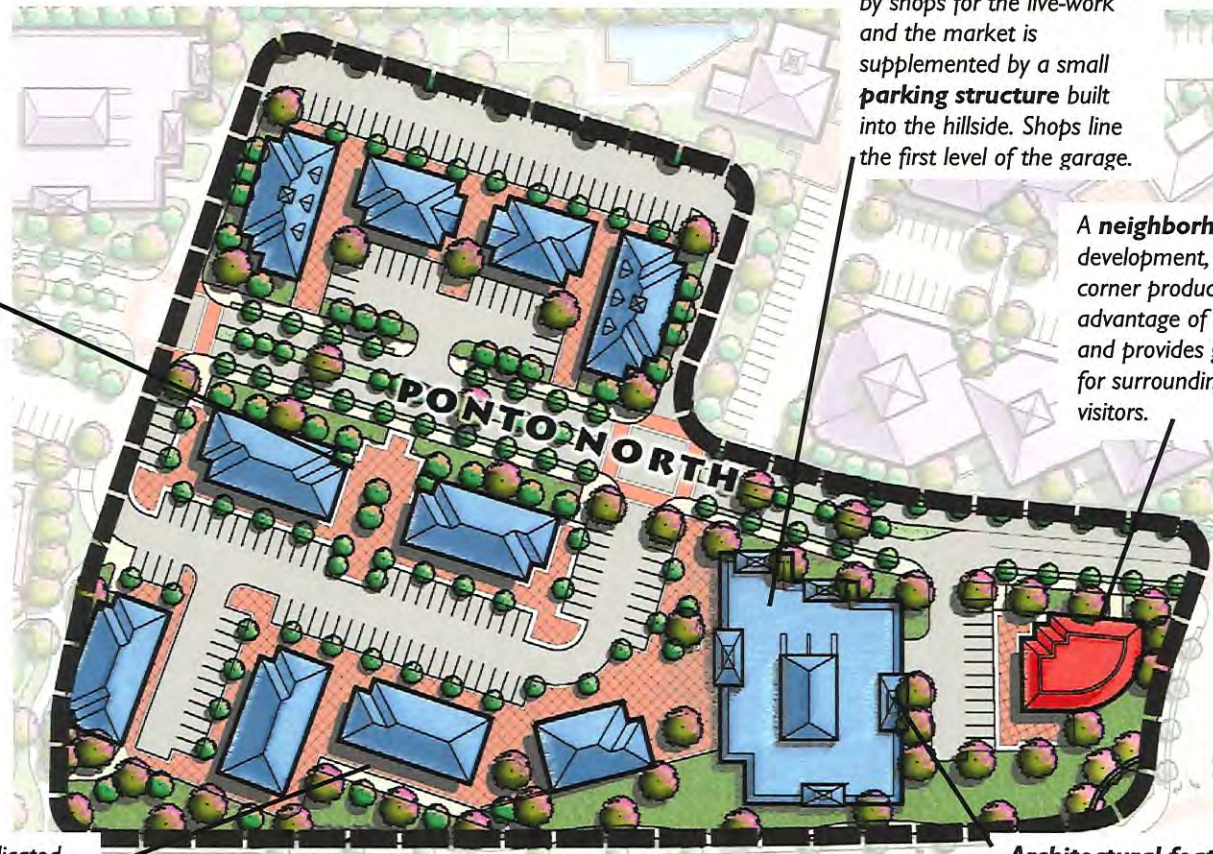 by shops for the live-work
and the market is
supplemented by a small
parking structure built
into the hillside. Shops line
the first level of the garage.
A neighborh
development,
corner produc
advantage of
and provides g
for surroundin
visitors.
PONTO NORTH
licated
Architectural feat